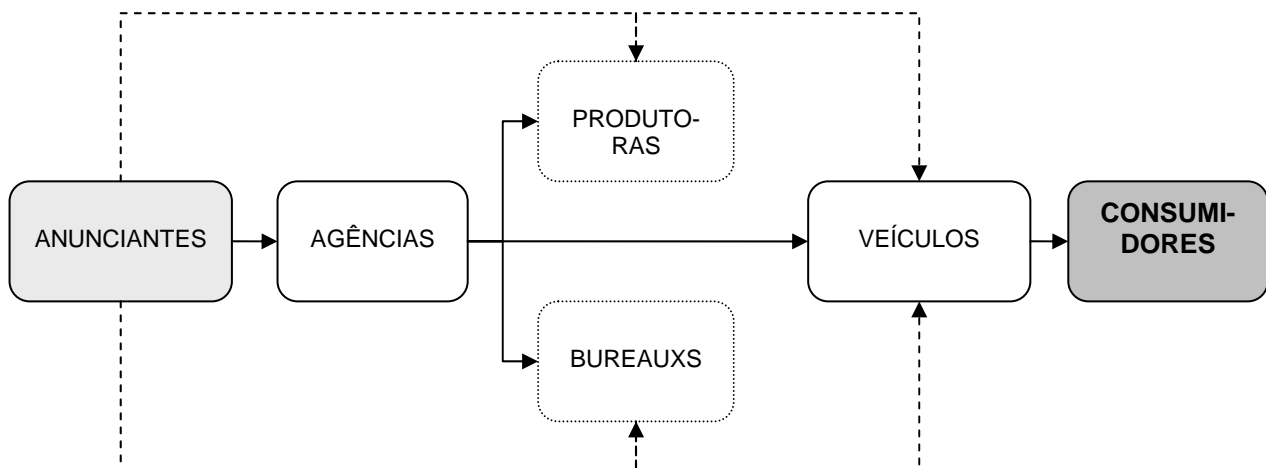 PRODUTO-
RAS
ANUNCIANTES
AGÊNCIAS
VEÍCULOS
CONSUMI-
DORES
BUREAUXS